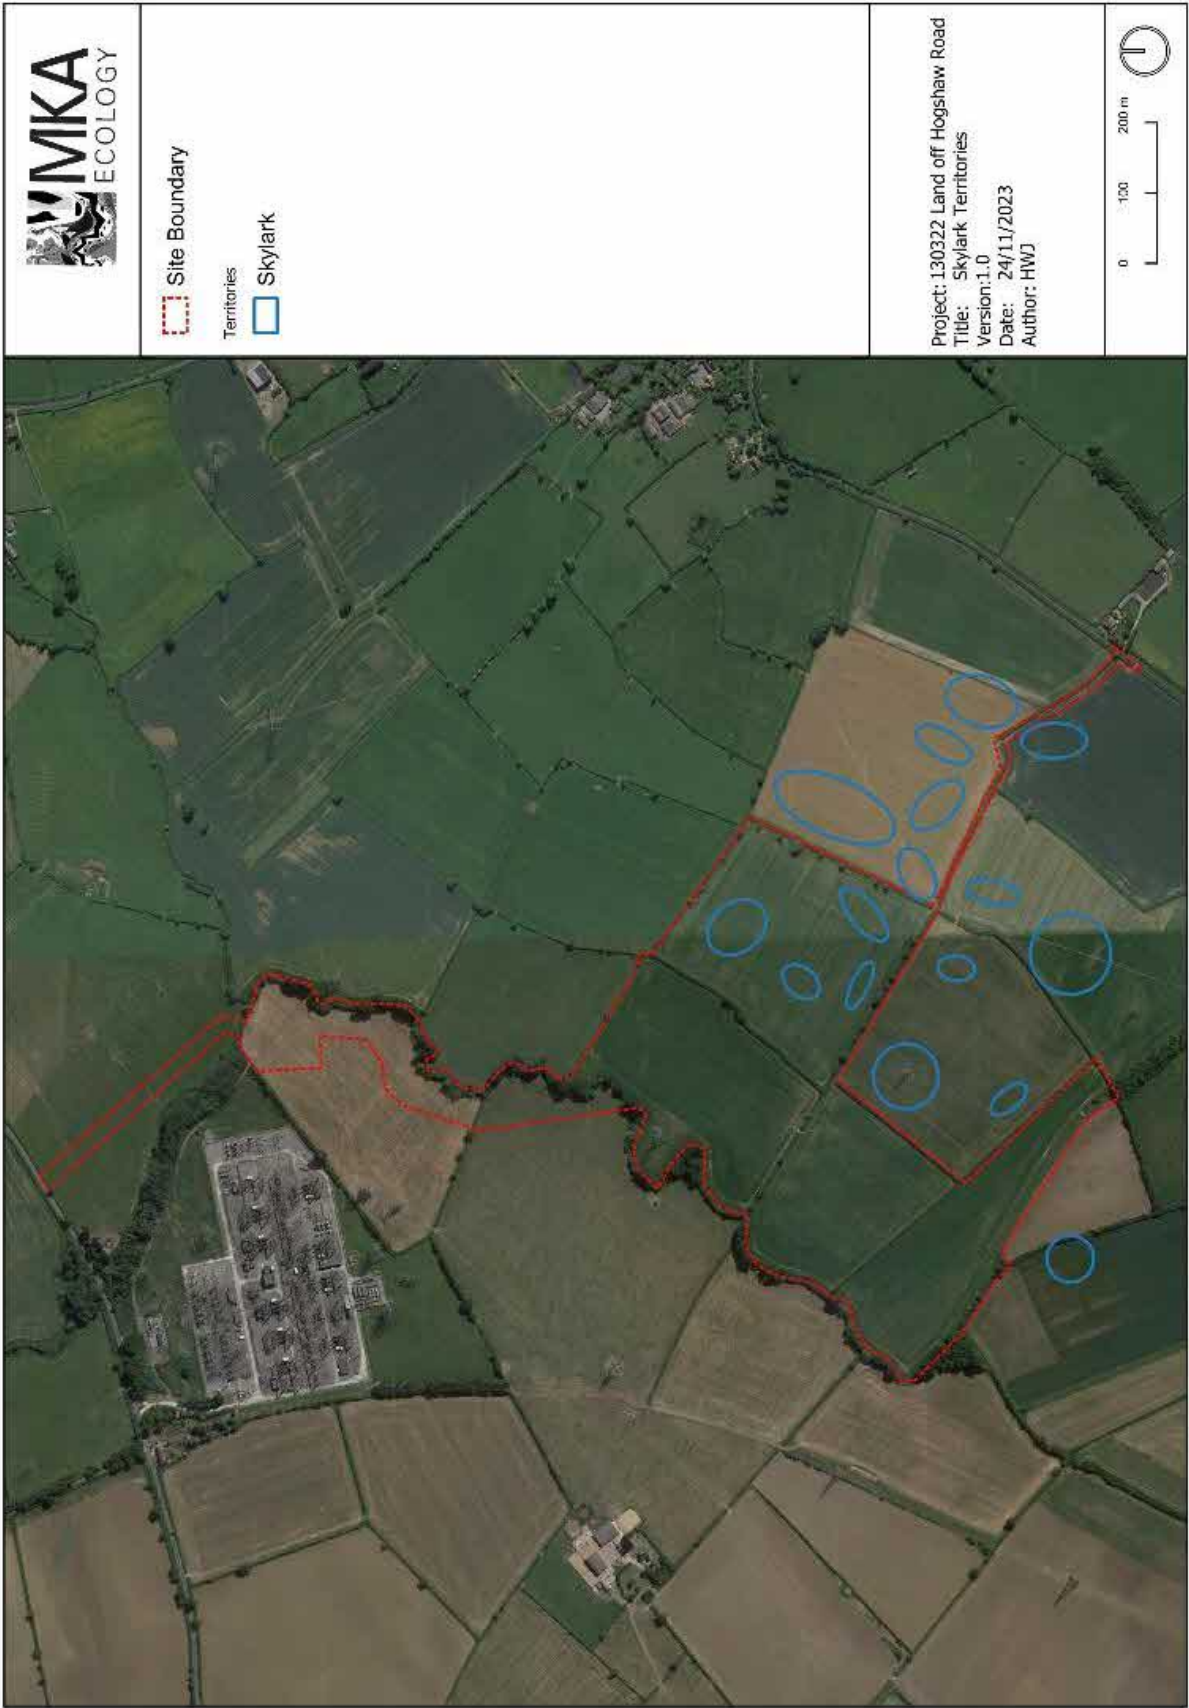 MKA
ECOLOGY
Site Boundary
Territories
Skylark
Project: 130322 Land off Hogshaw Road
Title: Skylark Territories
Version:1.0
Date: 24/11/2023
Author: HWJ
0 100 200 m